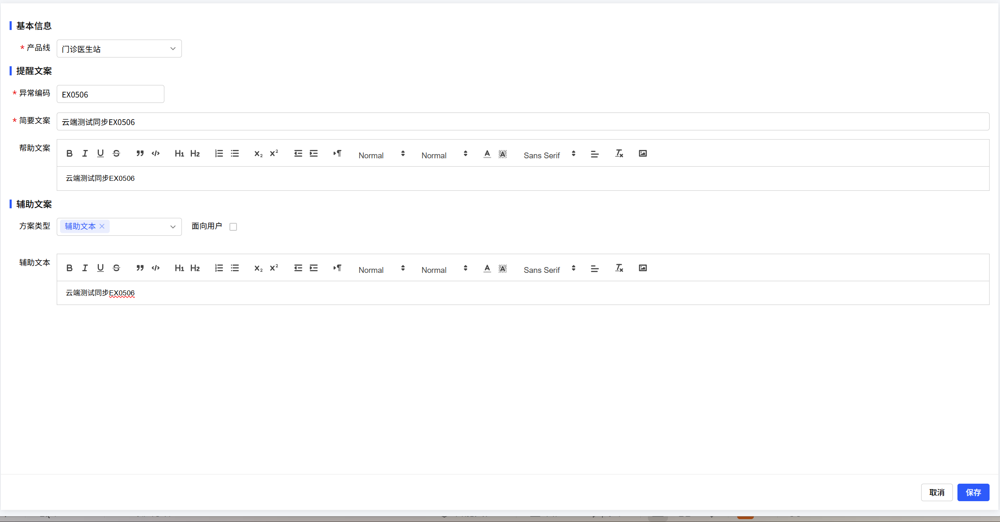 基本信息
* 产品线 门诊医生站
提醒文案
* 异常编码 EX0506
* 简要文案 云端测试同步EX0506
帮助文案 B I U S H1 H2 X2 X2 Normal Normal A A Sans Serif Tx
云端测试同步EX0506
辅助文案
方案类型 辅助文本 面向用户
辅助文本 B I U S H1 H2 X2 X2 Normal Normal A A Sans Serif Tx
云端测试同步EX0506
取消 保存